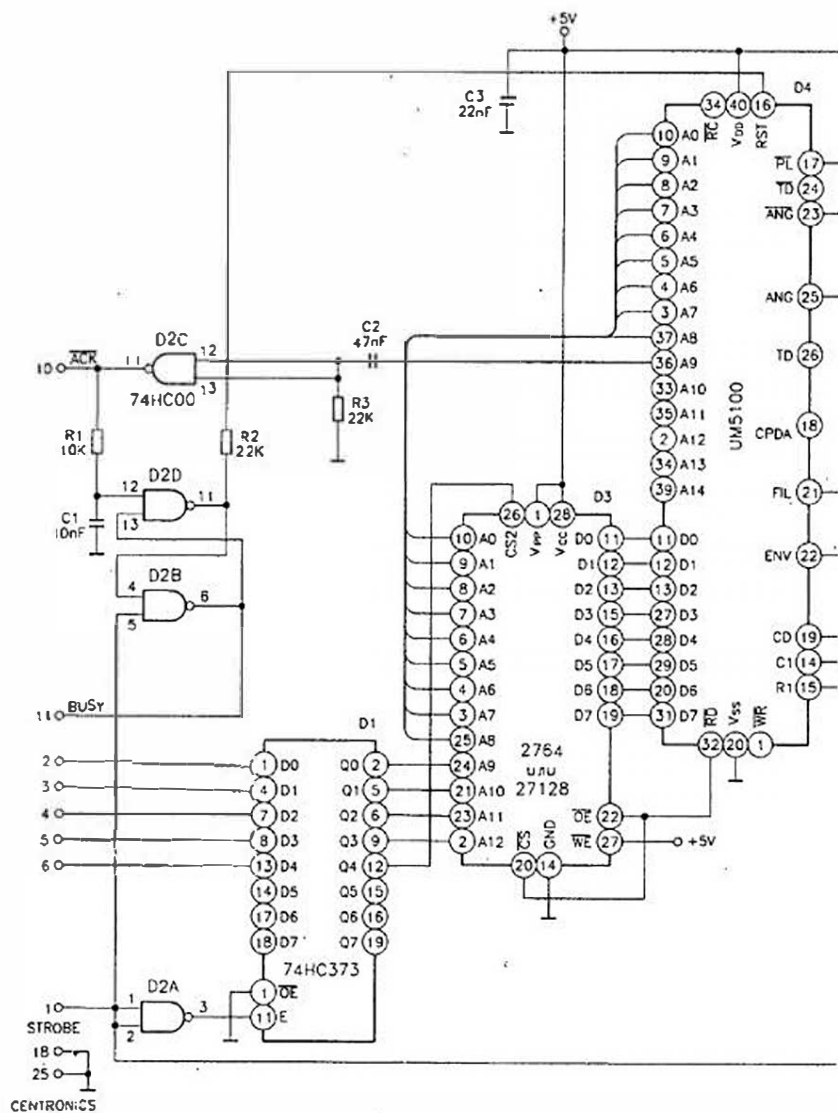 +5V
C3
22nF
D4
34
40
16
RC
VDD
RST
10 A0
9 A1
8 A2
7 A3
6 A4
5 A5
4 A6
3 A7
37 A8
36 A9
33 A10
35 A11
2 A12
34 A13
39 A14
PL 17
TD 24
ANG 23
ANG 25
TD 26
CPDA 18
FIL 21
ENV 22
CD 19
C1 14
R1 15
UM5100
11 D0
12 D1
13 D2
27 D3
28 D4
29 D5
20 D6
31 D7
RD
VSS
WR
32
20
1
C2
47nF
D2C
10
ACK
11
12
13
74HC00
R3
22K
R1
10K
R2
22K
D2D
12
13
11
C1
10nF
D2B
4
5
6
11
BUSY
D3
26
1
28
CS2
VPP
VCC
10 A0
9 A1
8 A2
7 A3
6 A4
5 A5
4 A6
3 A7
25 A8
24 A9
21 A10
23 A11
2 A12
D0 11
D1 12
D2 13
D3 15
D4 16
D5 17
D6 18
D7 19
2764
или
27128
OE 22
WE 27
+5V
CS
GND
20
14
D1
2
3
4
5
6
1 D0
4 D1
7 D2
8 D3
13 D4
14 D5
17 D6
18 D7
Q0 2
Q1 5
Q2 6
Q3 9
Q4 12
Q5 15
Q6 16
Q7 19
74HC373
1 OE
11 E
D2A
1
1
2
3
STROBE
18
25
CENTRONICS